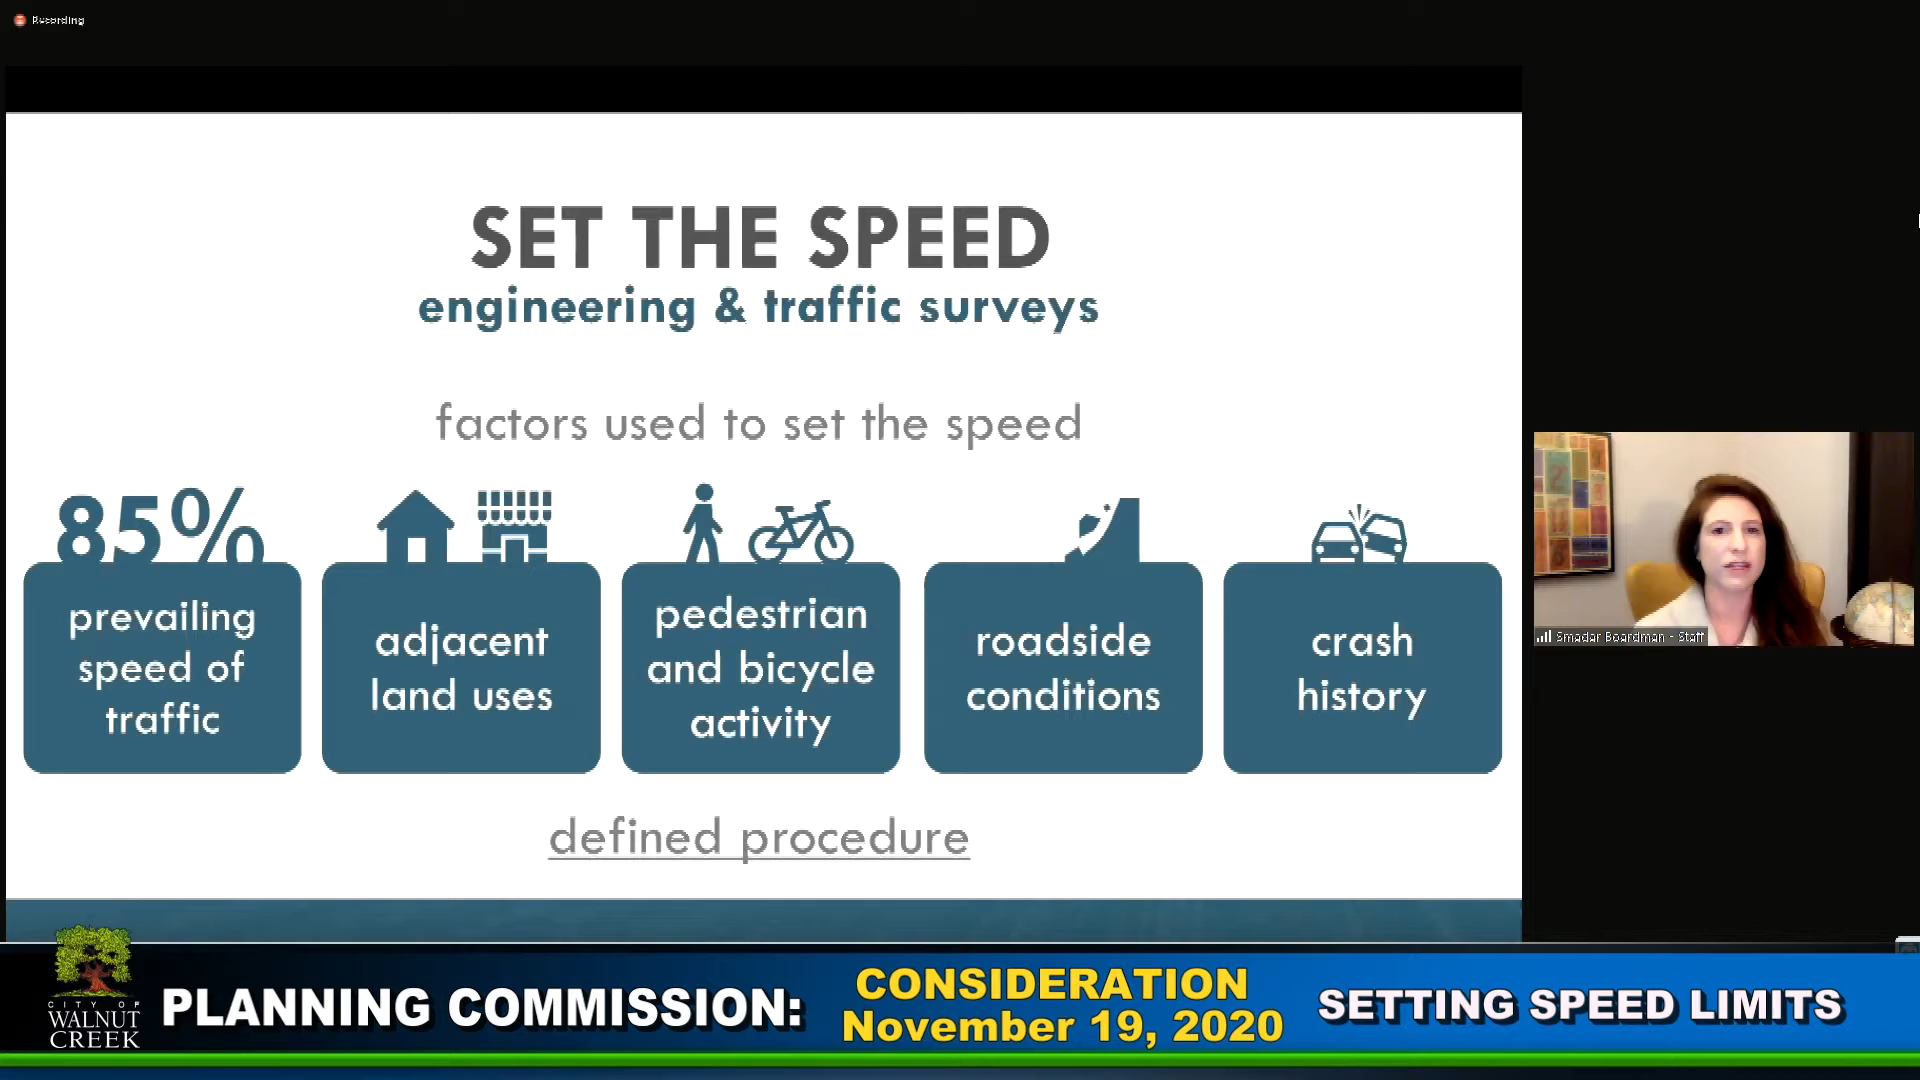 Recording
SET THE SPEED
engineering & traffic surveys
factors used to set the speed
85%
prevailing
speed of
traffic
adjacent
land uses
pedestrian
and bicycle
activity
roadside
conditions
crash
history
defined procedure
Smadar Boardman - Staff
CITY OF
WALNUT
CREEK
PLANNING COMMISSION:
CONSIDERATION
November 19, 2020
SETTING SPEED LIMITS